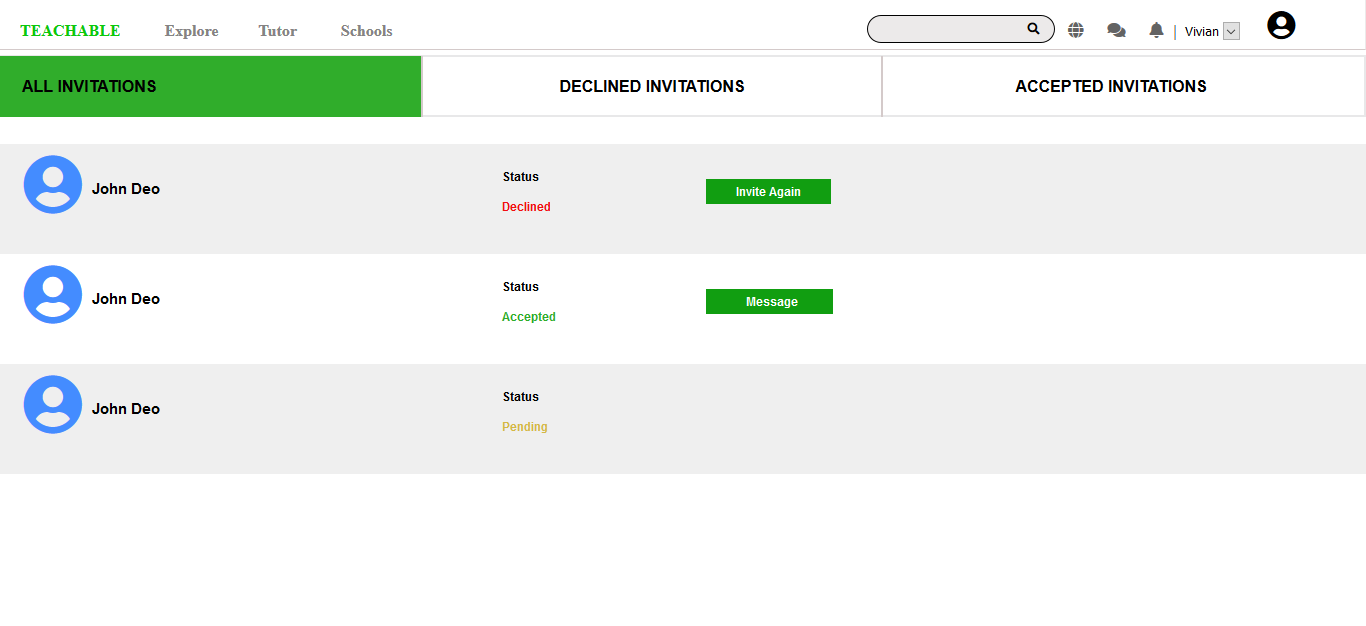 TEACHABLE Explore Tutor Schools | Vivian
ALL INVITATIONS DECLINED INVITATIONS ACCEPTED INVITATIONS
Status
John Deo Invite Again
Declined
Status
John Deo Message
Accepted
Status
John Deo
Pending